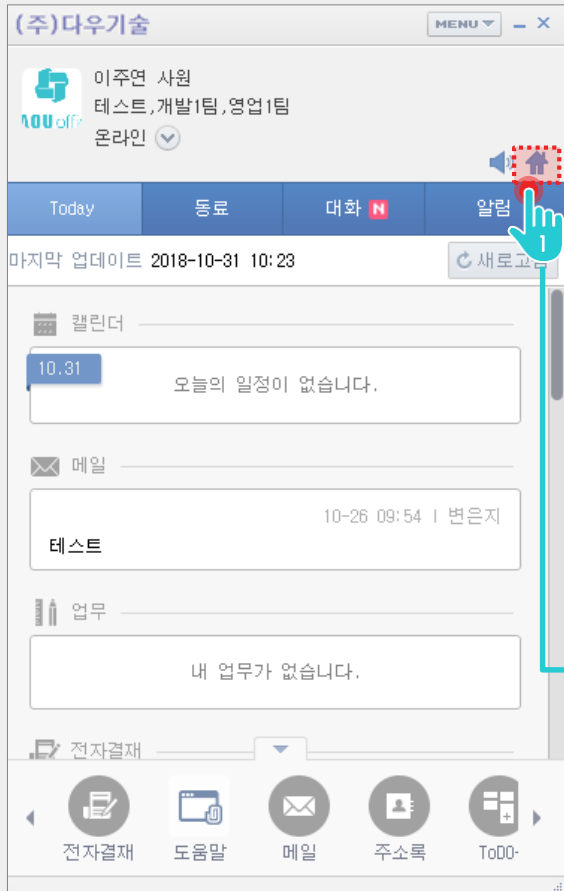 (주)다우기술
MENU
이주연 사원
AOU offi
테스트,개발1팀,영업1팀
온라인
Today 동료 대화 N 알림
1
마지막 업데이트 2018-10-31 10:23 새로고
캘린더
10.31
오늘의 일정이 없습니다.
메일
10-26 09:54 | 변은지
테스트
업무
내 업무가 없습니다.
전자결재
전자결재 도움말 메일 주소록 ToDO-